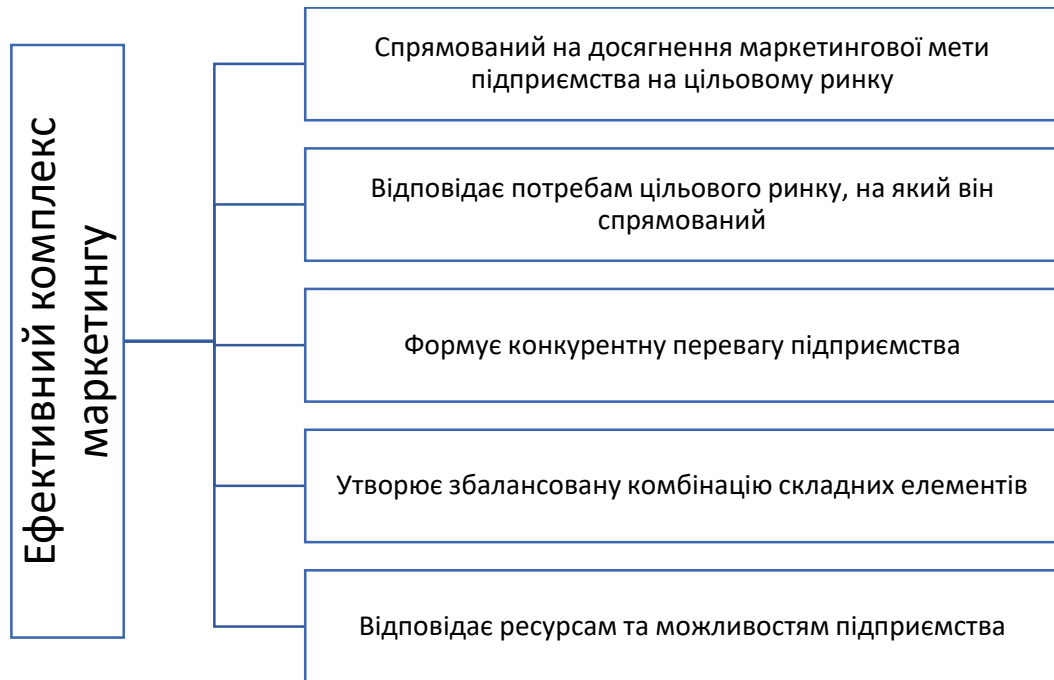 Ефективний комплекс
маркетингу
Спрямований на досягнення маркетингової мети
підприємства на цільовому ринку
Відповідає потребам цільового ринку, на який він
спрямований
Формує конкурентну перевагу підприємства
Утворює збалансовану комбінацію складних елементів
Відповідає ресурсам та можливостям підприємства